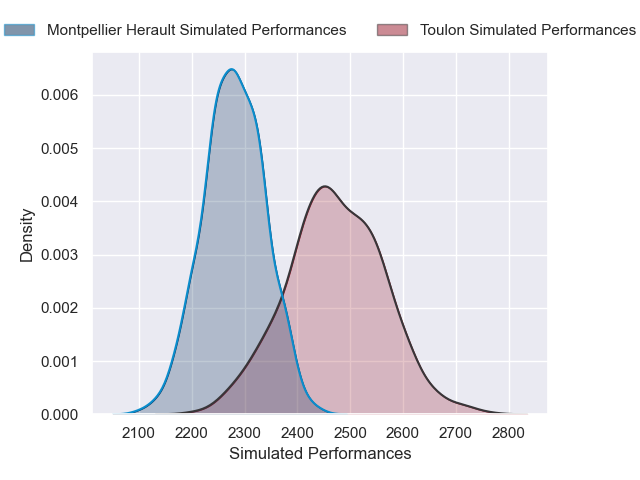 Montpellier Herault Simulated Performances Toulon Simulated Performances
0.006
0.005
0.004
0.003
0.002
0.001
0.000
Density
2100 2200 2300 2400 2500 2600 2700 2800
Simulated Performances